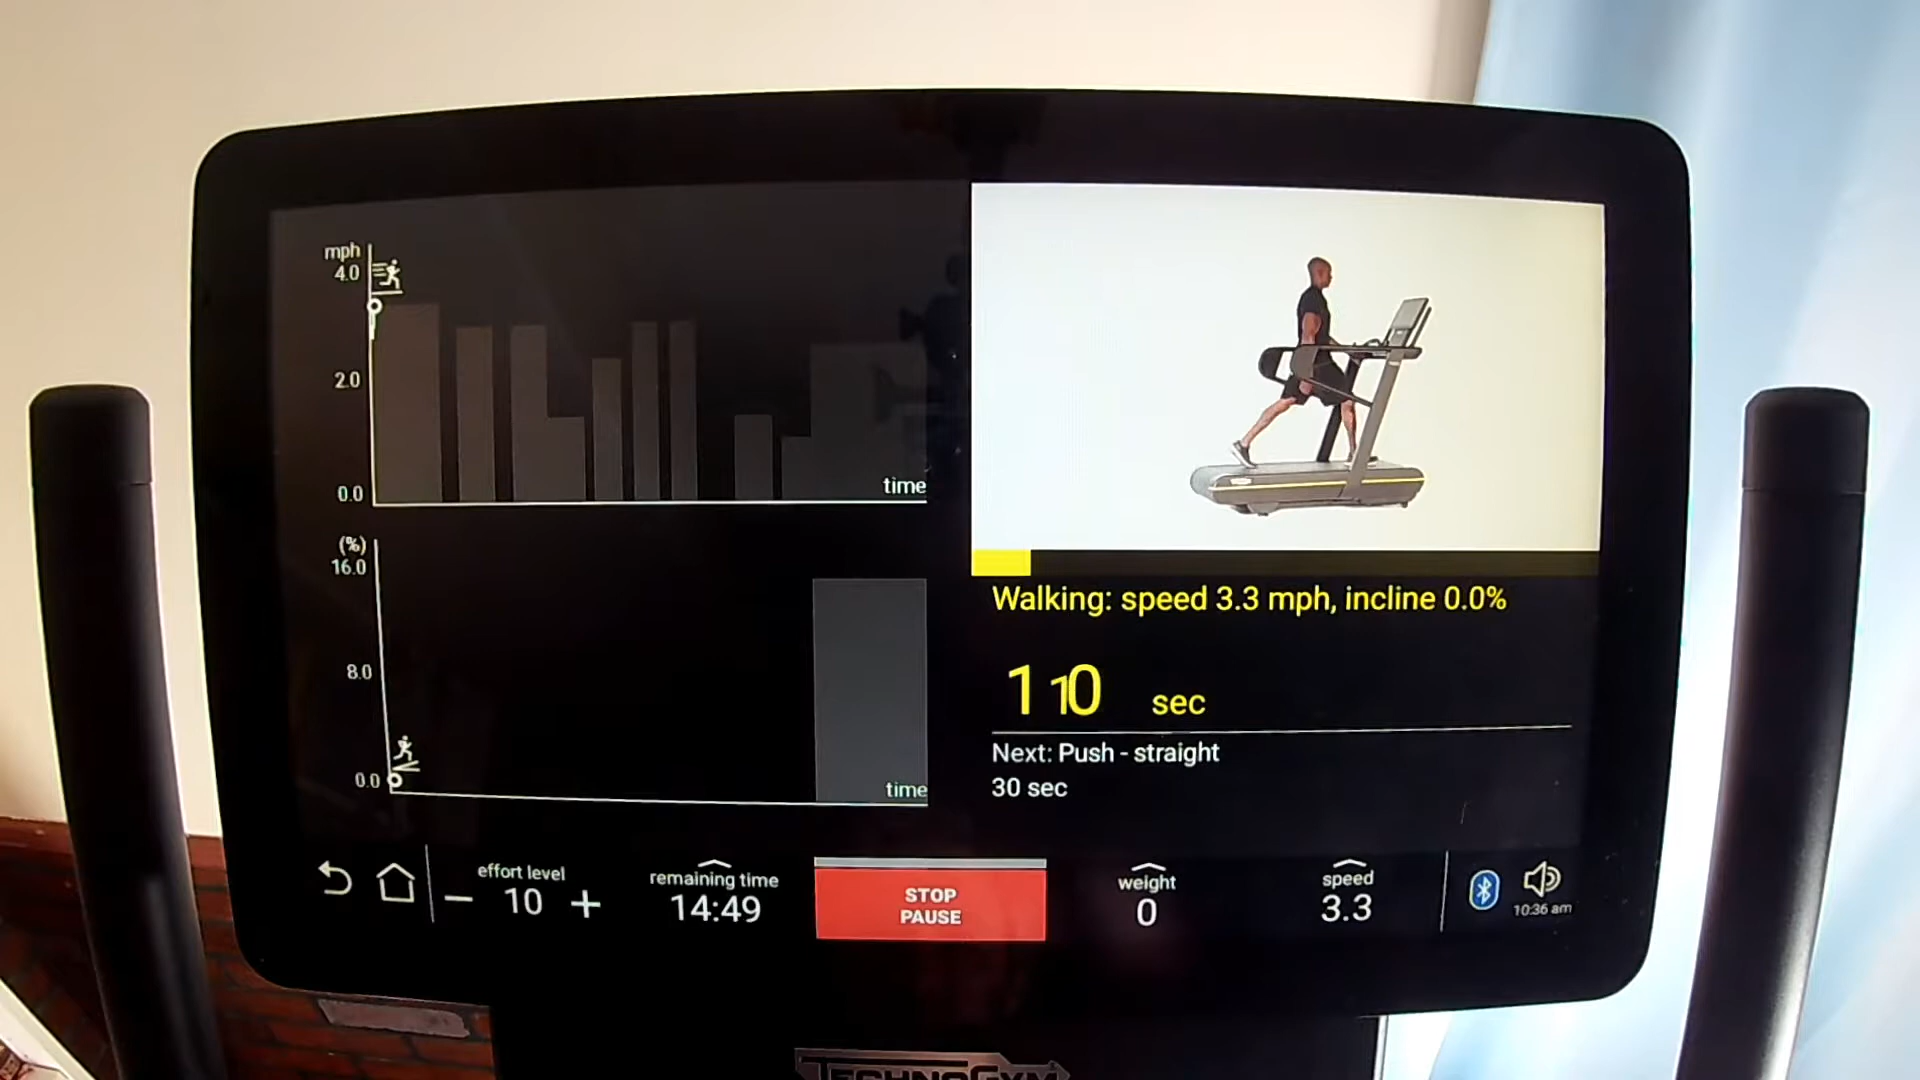 mph
4.0
2.0
0.0
time
(%)
16.0
8.0
0.0
time
Walking: speed 3.3 mph, incline 0.0%
sec
Next: Push - straight
30 sec
effort level
− 10 +
remaining time
14:49
STOP
PAUSE
weight
0
speed
3.3
10:36 am
TECHNOGYM